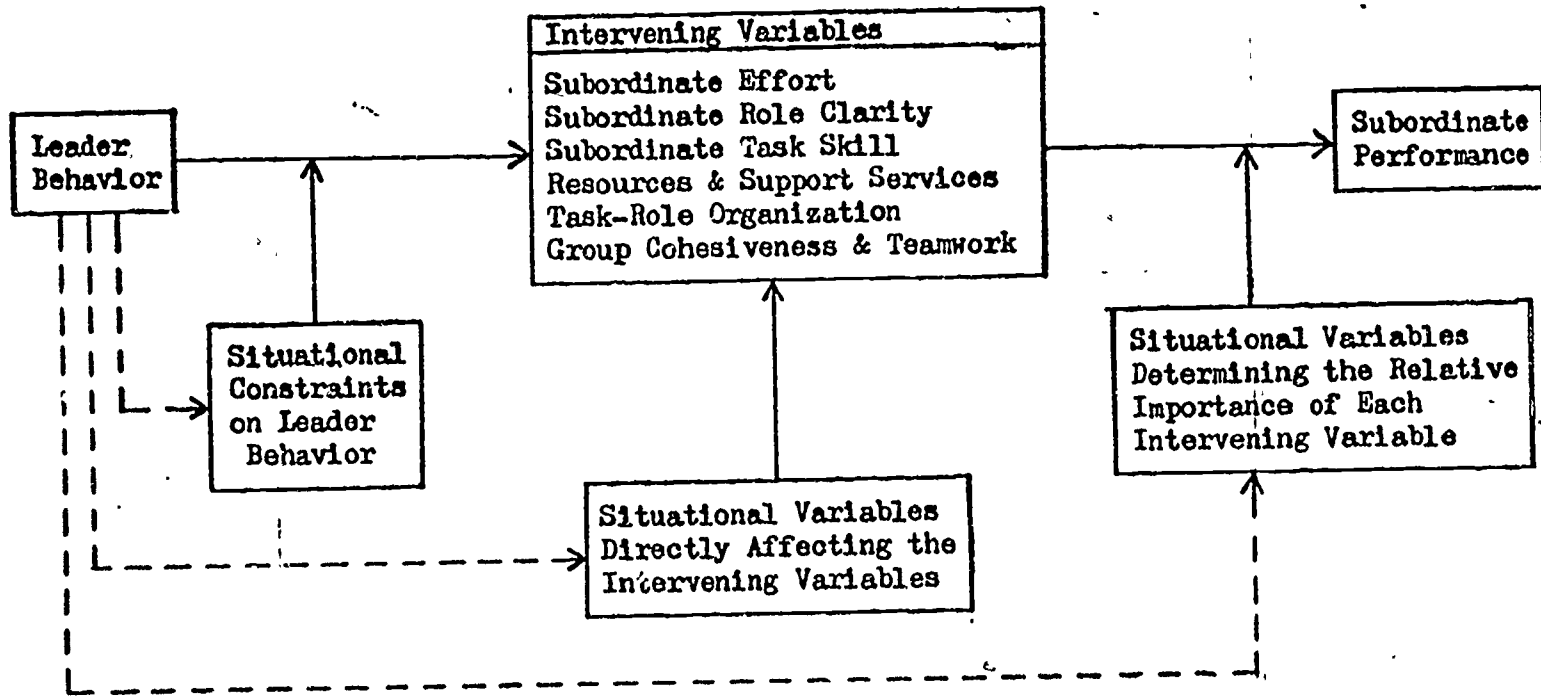 Intervening Variables
Subordinate Effort
Subordinate Role Clarity
Subordinate Task Skill
Resources & Support Services
Task-Role Organization
Group Cohesiveness & Teamwork
Leader
Behavior
Subordinate
Performance
Situational
Constraints
on Leader
Behavior
Situational Variables
Directly Affecting the
Intervening Variables
Situational Variables
Determining the Relative
Importance of Each
Intervening Variable